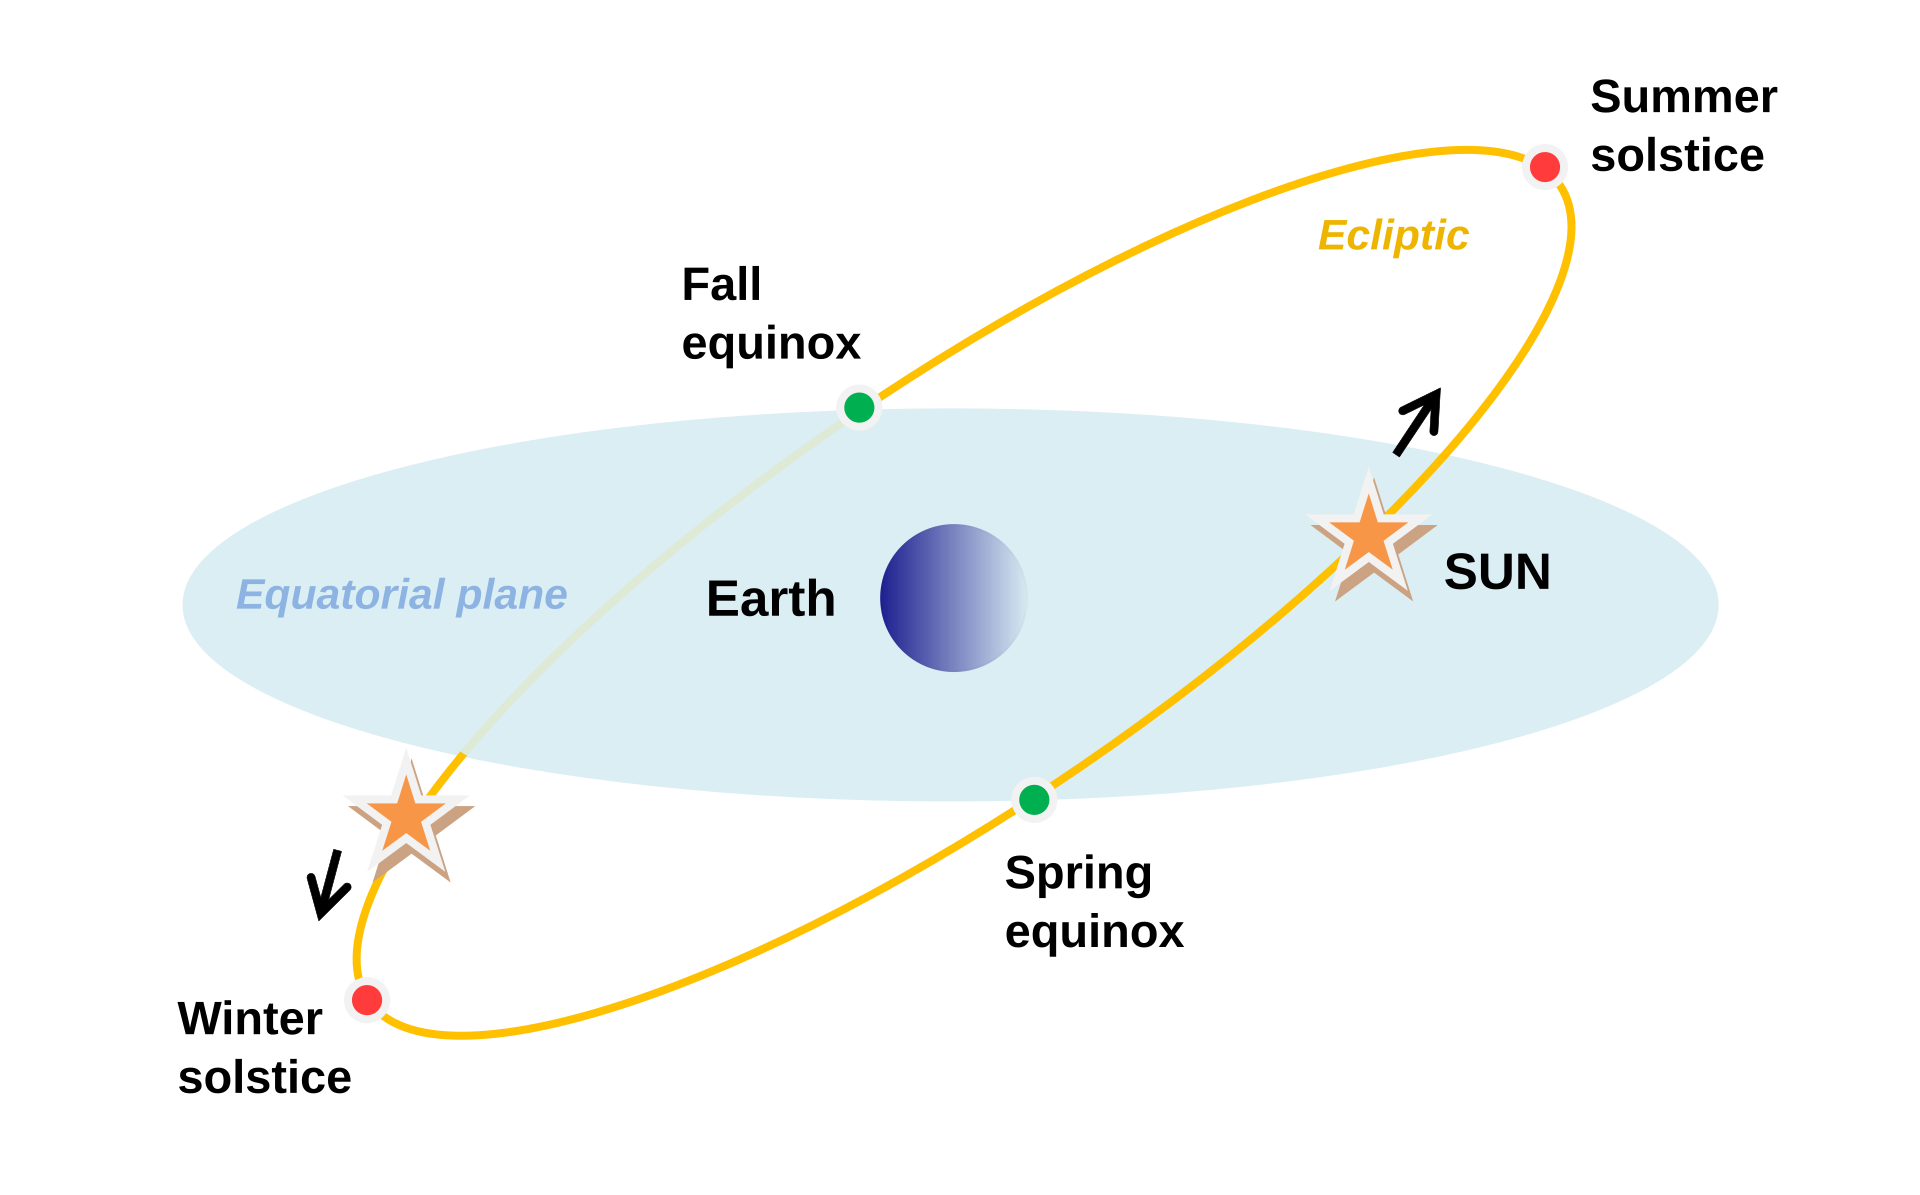 Summer
solstice
Ecliptic
Fall
equinox
SUN
Equatorial plane
Earth
Spring
equinox
Winter
solstice